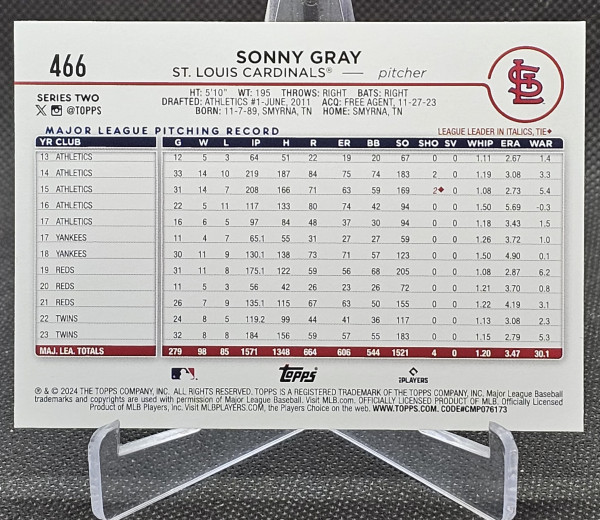 466
SONNY GRAY
ST. LOUIS CARDINALS® — pitcher
SERIES TWO
@TOPPS
HT: 5'10" WT: 195 THROWS: RIGHT BATS: RIGHT
DRAFTED: ATHLETICS #1-JUNE, 2011 ACQ: FREE AGENT, 11-27-23
BORN: 11-7-89, SMYRNA, TN HOME: SMYRNA, TN
STL
MAJOR LEAGUE PITCHING RECORD LEAGUE LEADER IN ITALICS, TIE◆
YR CLUB G W L IP H R ER BB SO SHO SV WHIP ERA WAR
13 ATHLETICS 12 5 3 64 51 22 19 20 67 0 0 1.11 2.67 1.4
14 ATHLETICS 33 14 10 219 187 84 75 74 183 2 0 1.19 3.08 3.3
15 ATHLETICS 31 14 7 208 166 71 63 59 169 2◆ 0 1.08 2.73 5.4
16 ATHLETICS 22 5 11 117 133 80 74 42 94 0 0 1.50 5.69 -0.3
17 ATHLETICS 16 6 5 97 84 48 37 30 94 0 0 1.18 3.43 1.5
17 YANKEES 11 4 7 65.1 55 31 27 27 59 0 0 1.26 3.72 1.0
18 YANKEES 30 11 9 130.1 138 73 71 57 123 0 0 1.50 4.90 0.1
19 REDS 31 11 8 175.1 122 59 56 68 205 0 0 1.08 2.87 6.2
20 REDS 11 5 3 56 42 26 23 26 72 0 0 1.21 3.70 0.8
21 REDS 26 7 9 135.1 115 67 63 50 155 0 0 1.22 4.19 3.1
22 TWINS 24 8 5 119.2 99 44 41 36 117 0 0 1.13 3.08 2.3
23 TWINS 32 8 8 184 156 59 57 55 183 0 0 1.15 2.79 5.3
MAJ. LEA. TOTALS 279 98 85 1571 1348 664 606 544 1521 4 0 1.20 3.47 30.1
Topps
PLAYERS
® & © 2024 THE TOPPS COMPANY, INC. ALL RIGHTS RESERVED. TOPPS IS A REGISTERED TRADEMARK OF THE TOPPS COMPANY, INC. Major League Baseball
trademarks and copyrights are used with permission of Major League Baseball. Visit MLB.com. OFFICIALLY LICENSED PRODUCT OF MLB. Officially Licensed
Product of MLB Players, Inc. Visit MLBPLAYERS.com, the Players Choice on the web. WWW.TOPPS.COM. CODE#CMP076173